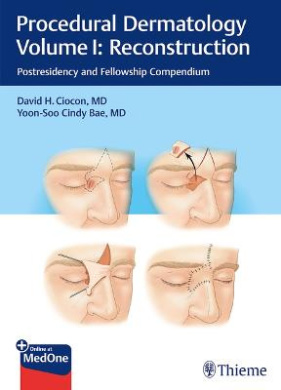 Procedural Dermatology
Volume I: Reconstruction
Postresidency and Fellowship Compendium
David H. Ciocon, MD
Yoon-Soo Cindy Bae, MD
+ Online at
MedOne
Thieme